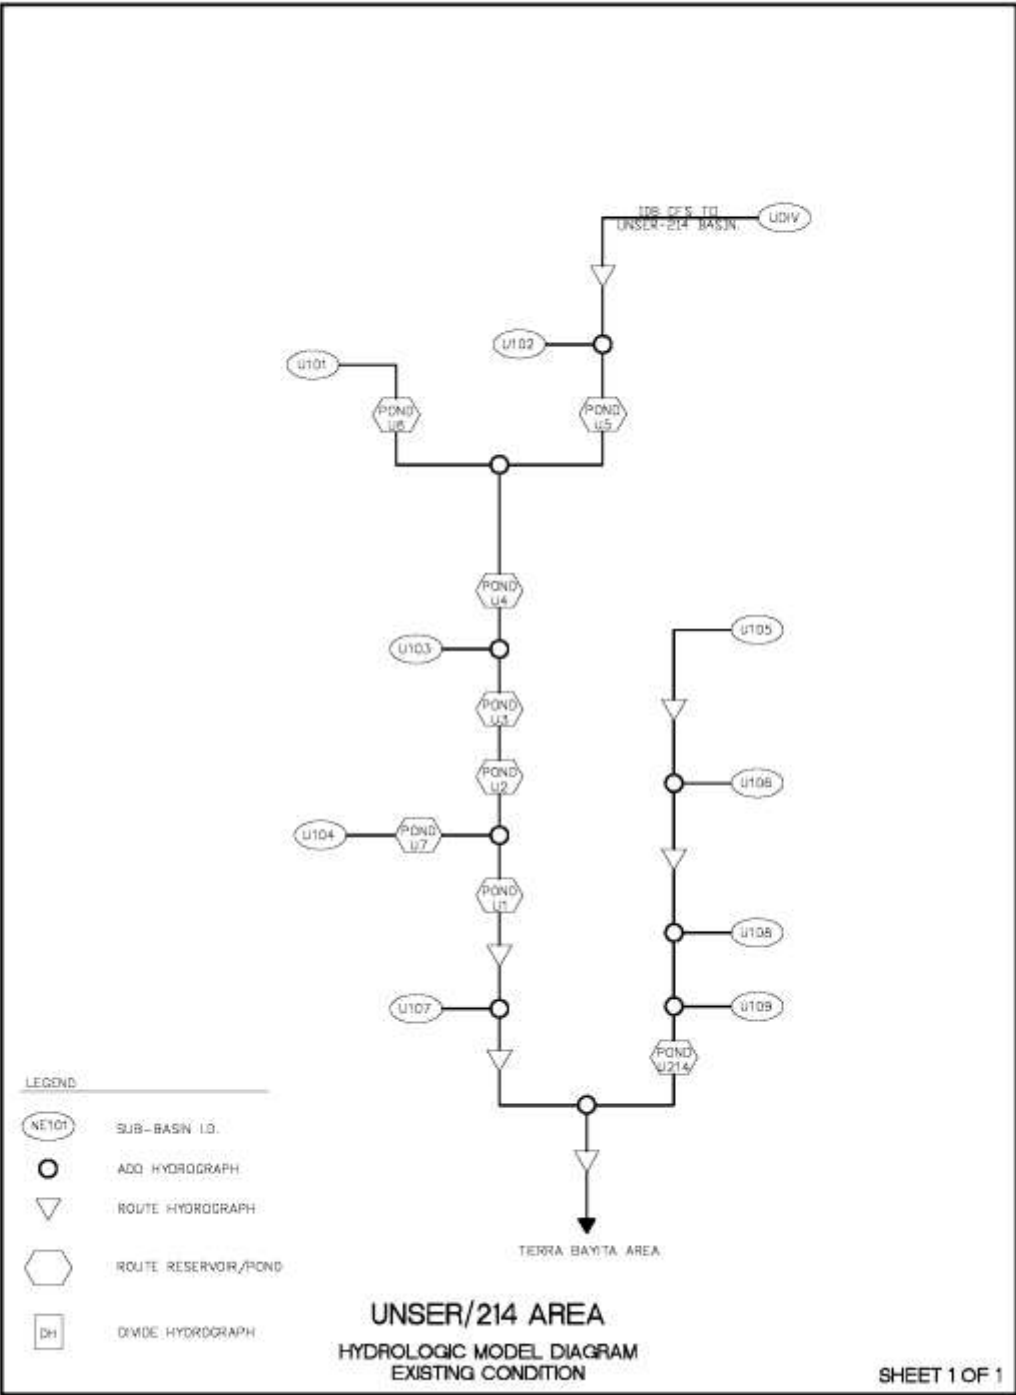 CFS TO
UNSER-214 BASIN.
UDIV
U102
U101
POND
U6
POND
U5
POND
U4
U103
U105
POND
U3
POND
U2
U106
U104
POND
U7
POND
U1
U108
U107
U109
POND
U214
LEGEND
NE101
SUB-BASIN I.D.
ADD HYDROGRAPH
ROUTE HYDROGRAPH
TIERRA BAYITA AREA
ROUTE RESERVOIR/POND
DH
DIVIDE HYDROGRAPH
UNSER/214 AREA
HYDROLOGIC MODEL DIAGRAM
EXISTING CONDITION
SHEET 1 OF 1